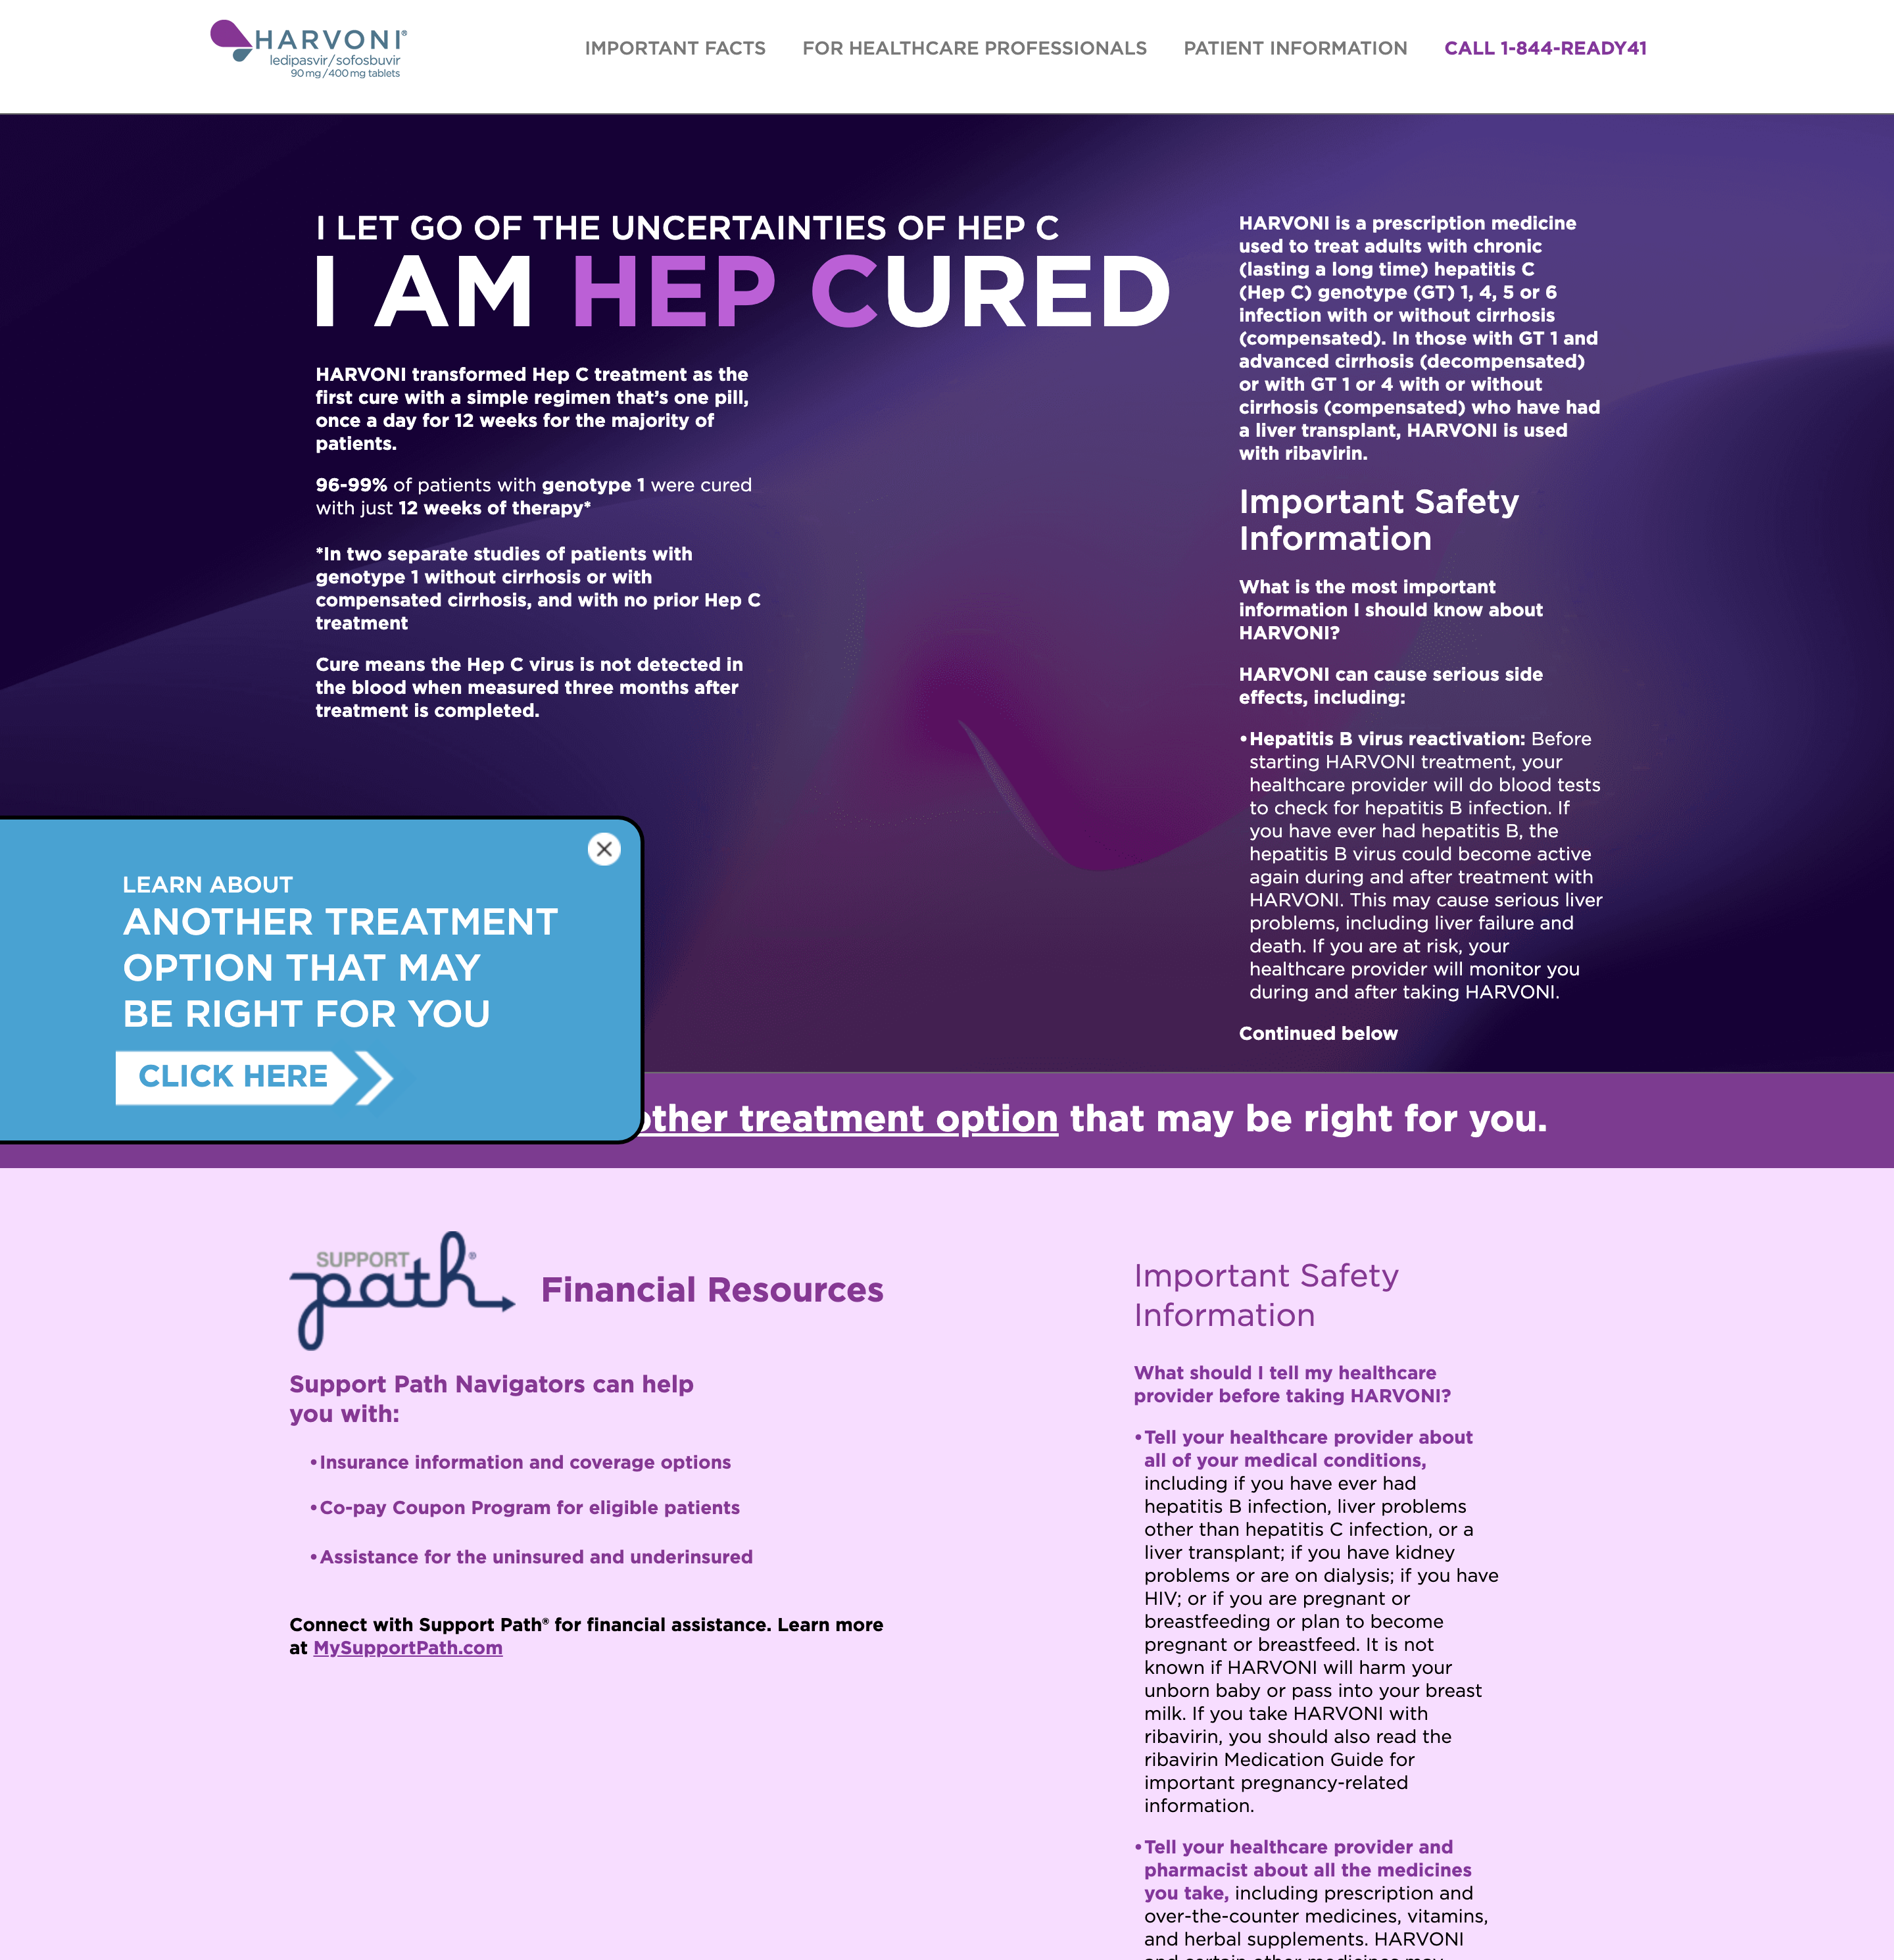 HARVONI®
ledipasvir/sofosbuvir
90 mg/400 mg tablets
IMPORTANT FACTS
FOR HEALTHCARE PROFESSIONALS
PATIENT INFORMATION
CALL 1-844-READY41
I LET GO OF THE UNCERTAINTIES OF HEP C
I AM HEP CURED
HARVONI transformed Hep C treatment as the
first cure with a simple regimen that’s one pill,
once a day for 12 weeks for the majority of
patients.
96-99% of patients with genotype 1 were cured
with just 12 weeks of therapy*
*In two separate studies of patients with
genotype 1 without cirrhosis or with
compensated cirrhosis, and with no prior Hep C
treatment
Cure means the Hep C virus is not detected in
the blood when measured three months after
treatment is completed.
HARVONI is a prescription medicine
used to treat adults with chronic
(lasting a long time) hepatitis C
(Hep C) genotype (GT) 1, 4, 5 or 6
infection with or without cirrhosis
(compensated). In those with GT 1 and
advanced cirrhosis (decompensated)
or with GT 1 or 4 with or without
cirrhosis (compensated) who have had
a liver transplant, HARVONI is used
with ribavirin.
Important Safety
Information
What is the most important
information I should know about
HARVONI?
HARVONI can cause serious side
effects, including:
•Hepatitis B virus reactivation: Before
starting HARVONI treatment, your
healthcare provider will do blood tests
to check for hepatitis B infection. If
you have ever had hepatitis B, the
hepatitis B virus could become active
again during and after treatment with
HARVONI. This may cause serious liver
problems, including liver failure and
death. If you are at risk, your
healthcare provider will monitor you
during and after taking HARVONI.
Continued below
LEARN ABOUT
ANOTHER TREATMENT
OPTION THAT MAY
BE RIGHT FOR YOU
CLICK HERE
other treatment option that may be right for you.
SUPPORT
path®
Financial Resources
Support Path Navigators can help
you with:
•Insurance information and coverage options
•Co-pay Coupon Program for eligible patients
•Assistance for the uninsured and underinsured
Connect with Support Path® for financial assistance. Learn more
at MySupportPath.com
Important Safety
Information
What should I tell my healthcare
provider before taking HARVONI?
•Tell your healthcare provider about
all of your medical conditions,
including if you have ever had
hepatitis B infection, liver problems
other than hepatitis C infection, or a
liver transplant; if you have kidney
problems or are on dialysis; if you have
HIV; or if you are pregnant or
breastfeeding or plan to become
pregnant or breastfeed. It is not
known if HARVONI will harm your
unborn baby or pass into your breast
milk. If you take HARVONI with
ribavirin, you should also read the
ribavirin Medication Guide for
important pregnancy-related
information.
•Tell your healthcare provider and
pharmacist about all the medicines
you take, including prescription and
over-the-counter medicines, vitamins,
and herbal supplements. HARVONI